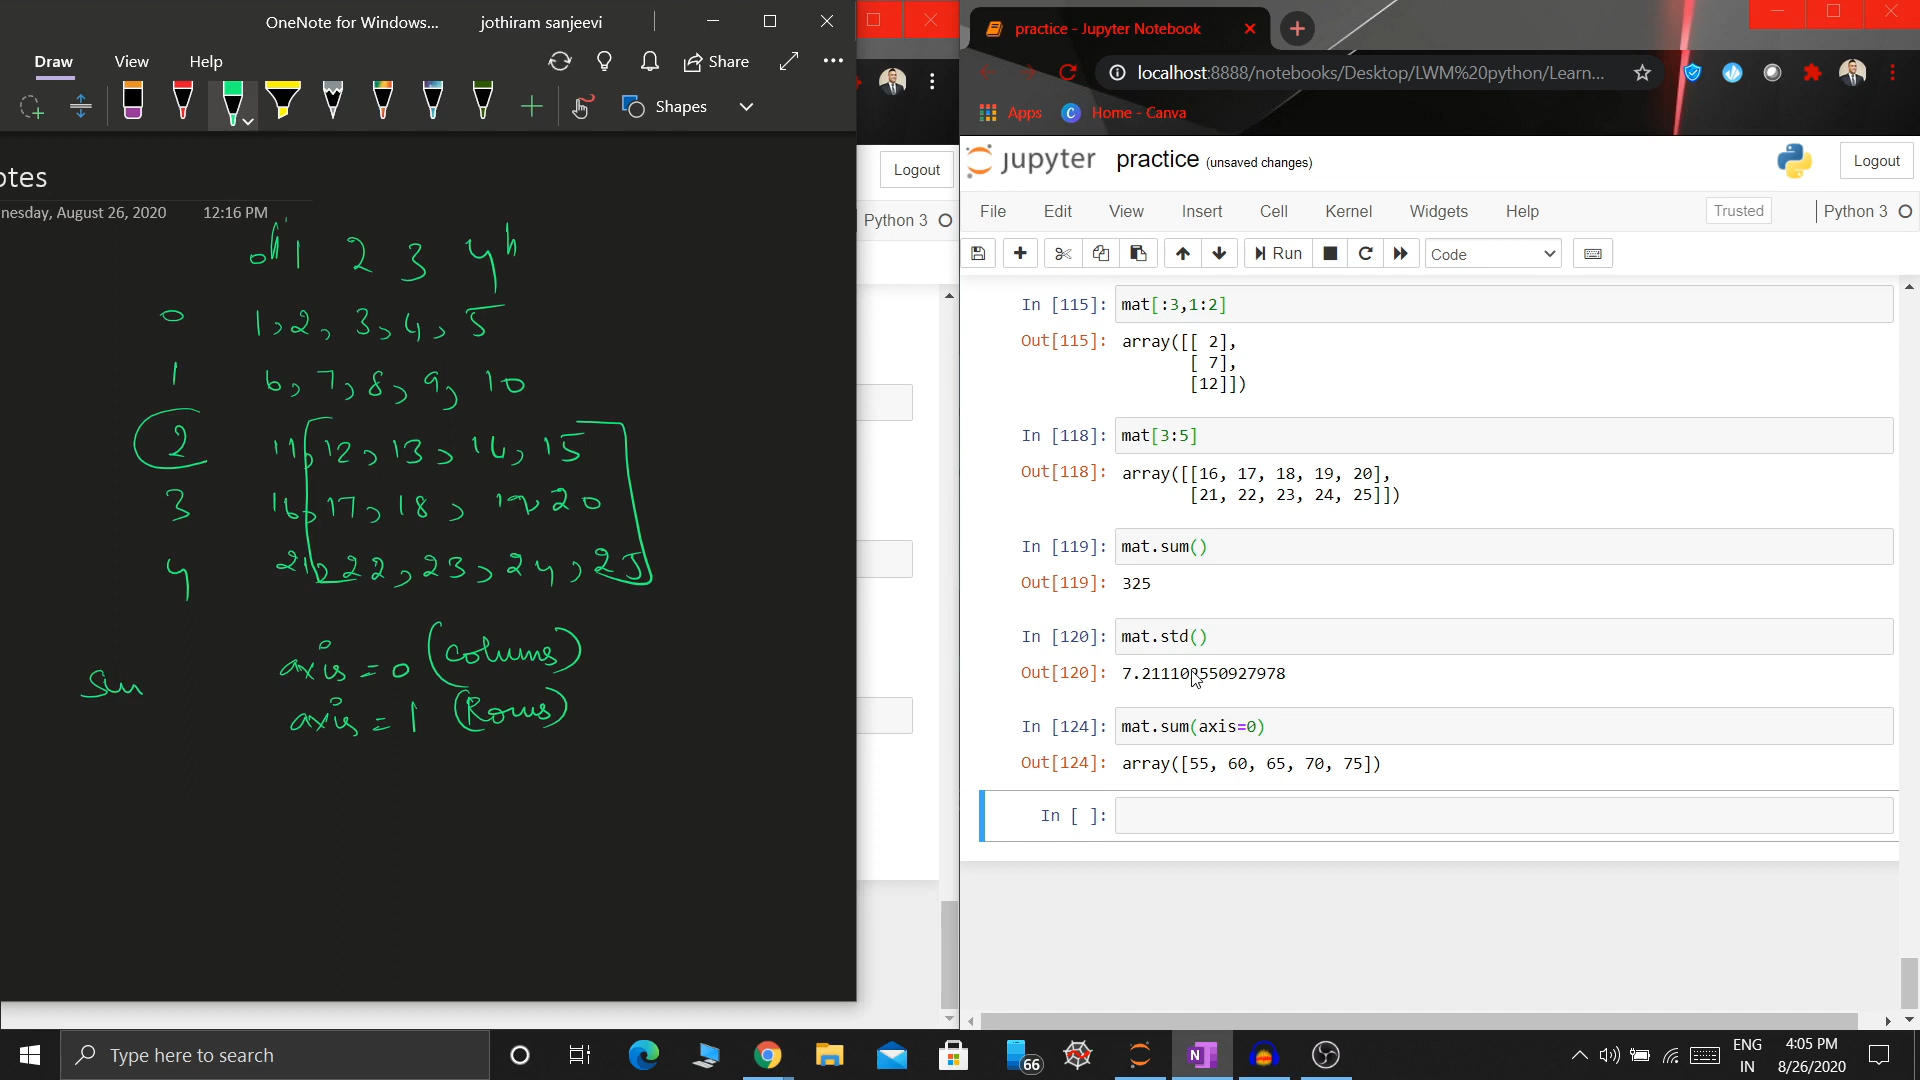 OneNote for Windows...
jothiram sanjeevi
Draw
View
Help
Share
Shapes
otes
nesday, August 26, 2020 12:16 PM
1 2 3 4
0 1, 2, 3, 4, 5
1 6, 7, 8, 9, 10
2 11, 12, 13, 14, 15
3 16, 17, 18, 19, 20
4 21, 22, 23, 24, 25
axis = 0 (colums)
axis = 1 (Rows)
Logout
Python 3
practice - Jupyter Notebook
localhost:8888/notebooks/Desktop/LWM%20python/Learn...
Apps
Home - Canva
jupyter practice (unsaved changes)
Logout
File Edit View Insert Cell Kernel Widgets Help
Trusted
Python 3
Run
Code
In [115]: mat[:3,1:2]
Out[115]: array([[ 2],
[ 7],
[12]])
In [118]: mat[3:5]
Out[118]: array([[16, 17, 18, 19, 20],
[21, 22, 23, 24, 25]])
In [119]: mat.sum()
Out[119]: 325
In [120]: mat.std()
Out[120]: 7.211102550927978
In [124]: mat.sum(axis=0)
Out[124]: array([55, 60, 65, 70, 75])
In [ ]:
Type here to search
66
ENG
IN
4:05 PM
8/26/2020